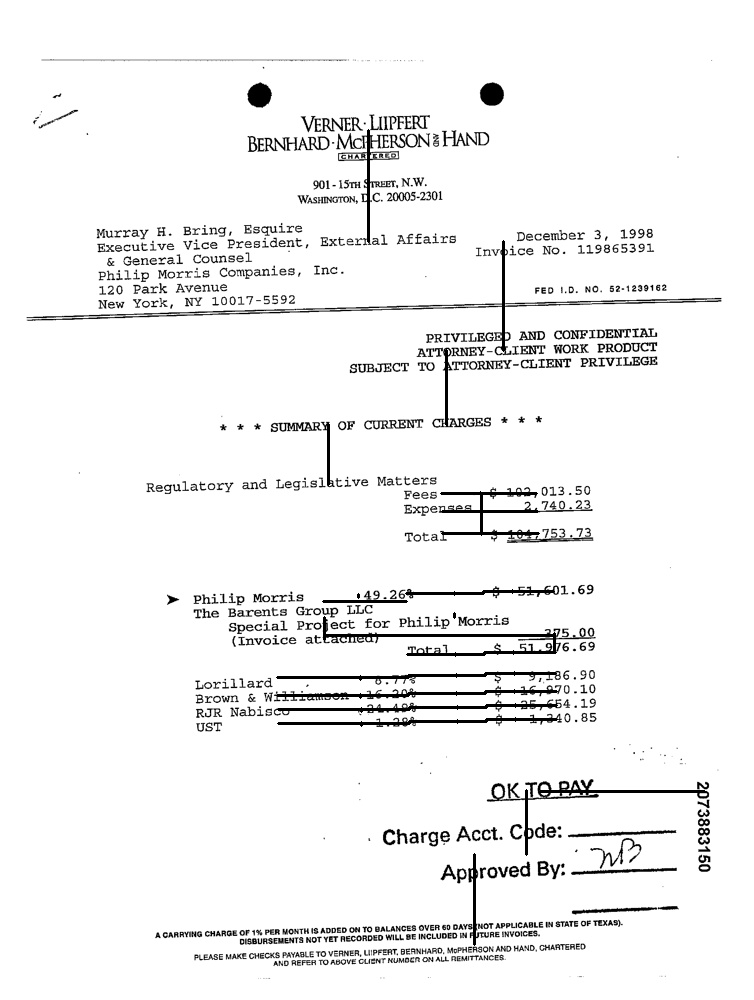 VERNER·LIIPFERT
BERNHARD·MCPHERSON AND HAND
CHARTERED
901 - 15TH STREET, N.W.
WASHINGTON, D.C. 20005-2301
Murray H. Bring, Esquire
Executive Vice President, External Affairs
& General Counsel
Philip Morris Companies, Inc.
120 Park Avenue
New York, NY 10017-5592
December 3, 1998
Invoice No. 119865391
FED I.D. NO. 52-1239162
PRIVILEGED AND CONFIDENTIAL
ATTORNEY-CLIENT WORK PRODUCT
SUBJECT TO ATTORNEY-CLIENT PRIVILEGE
* * * SUMMARY OF CURRENT CHARGES * * *
Regulatory and Legislative Matters
Fees $ 102,013.50
Expenses 2,740.23
Total $ 104,753.73
➤ Philip Morris 49.26% $ 51,601.69
The Barents Group LLC
Special Project for Philip Morris
(Invoice attached) 375.00
Total $ 51,976.69
Lorillard 8.77% $ 9,186.90
Brown & Williamson 16.20% $ 16,970.10
RJR Nabisco 24.49% $ 25,654.19
UST 1.28% $ 1,340.85
OK TO PAY
Charge Acct. Code:
Approved By: MB
2073883150
A CARRYING CHARGE OF 1% PER MONTH IS ADDED ON TO BALANCES OVER 60 DAYS (NOT APPLICABLE IN STATE OF TEXAS).
DISBURSEMENTS NOT YET RECORDED WILL BE INCLUDED IN FUTURE INVOICES.
PLEASE MAKE CHECKS PAYABLE TO VERNER, LIIPFERT, BERNHARD, McPHERSON AND HAND, CHARTERED
AND REFER TO ABOVE CLIENT NUMBER ON ALL REMITTANCES.